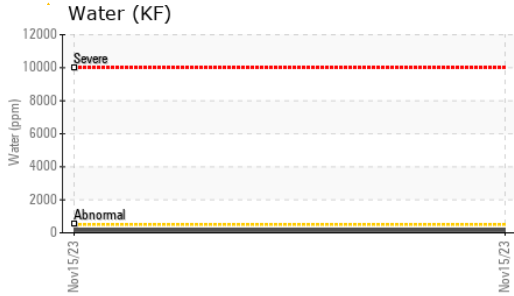 Water (KF)
12000
Severe
10000
8000
Water (ppm)
6000
4000
2000
Abnormal
0
Nov15/23
Nov15/23